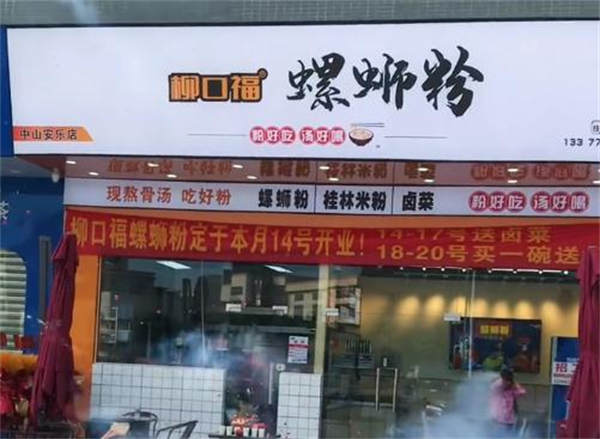 柳口福® 螺蛳粉
中山安乐店
粉好吃 汤好喝
133 7
现熬骨汤 吃好粉 螺蛳粉 桂林米粉 卤菜 粉好吃 汤好喝
柳口福螺蛳粉定于本月14号开业！
14-17号送卤菜
18-20号买一碗送
招